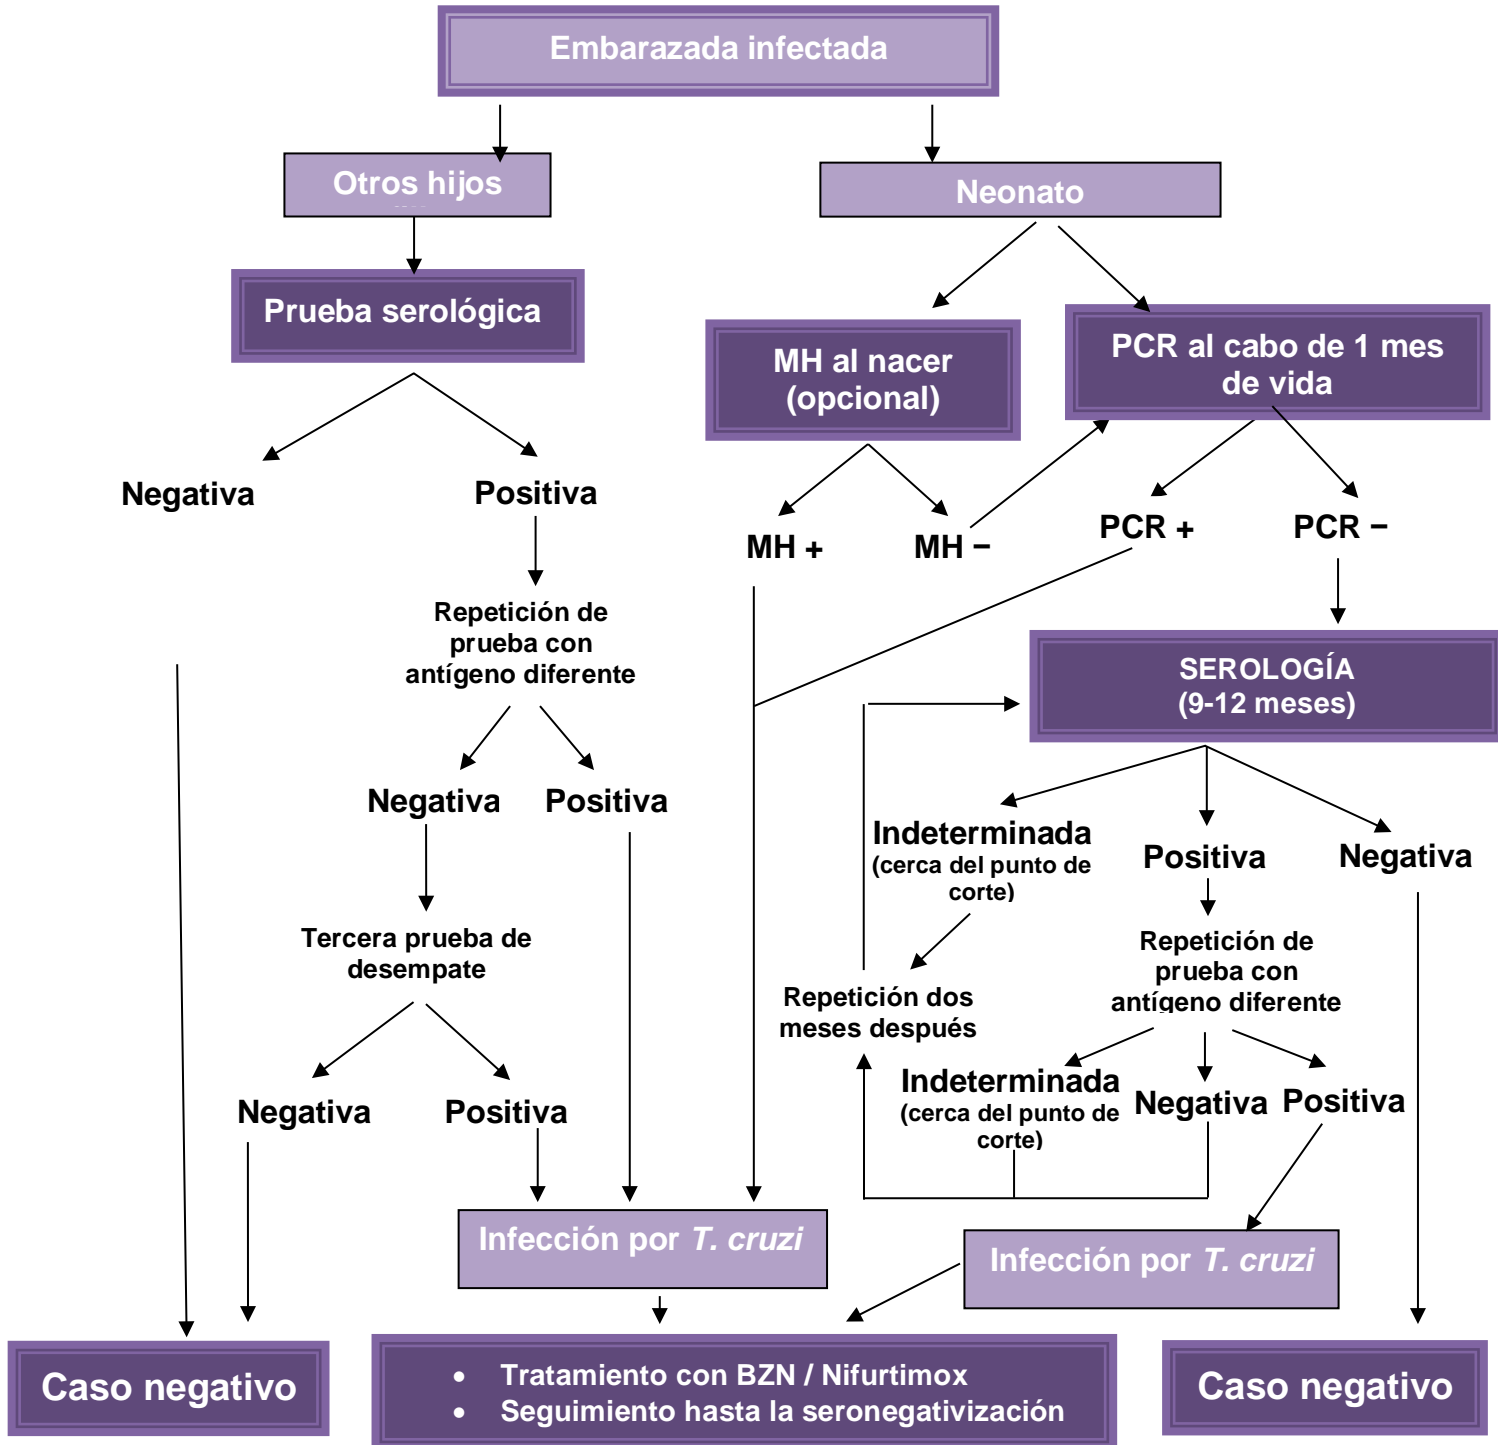 Embarazada infectada
Otros hijos
Neonato
Prueba serológica
MH al nacer
(opcional)
PCR al cabo de 1 mes
de vida
Negativa
Positiva
MH +
MH −
PCR +
PCR −
Repetición de
prueba con
antígeno diferente
SEROLOGÍA
(9-12 meses)
Negativa
Positiva
Indeterminada
(cerca del punto de
corte)
Positiva
Negativa
Tercera prueba de
desempate
Repetición de
prueba con
antígeno diferente
Repetición dos
meses después
Negativa
Positiva
Indeterminada
(cerca del punto de
corte)
Negativa
Positiva
Infección por T. cruzi
Infección por T. cruzi
Caso negativo
• Tratamiento con BZN / Nifurtimox
• Seguimiento hasta la seronegativización
Caso negativo